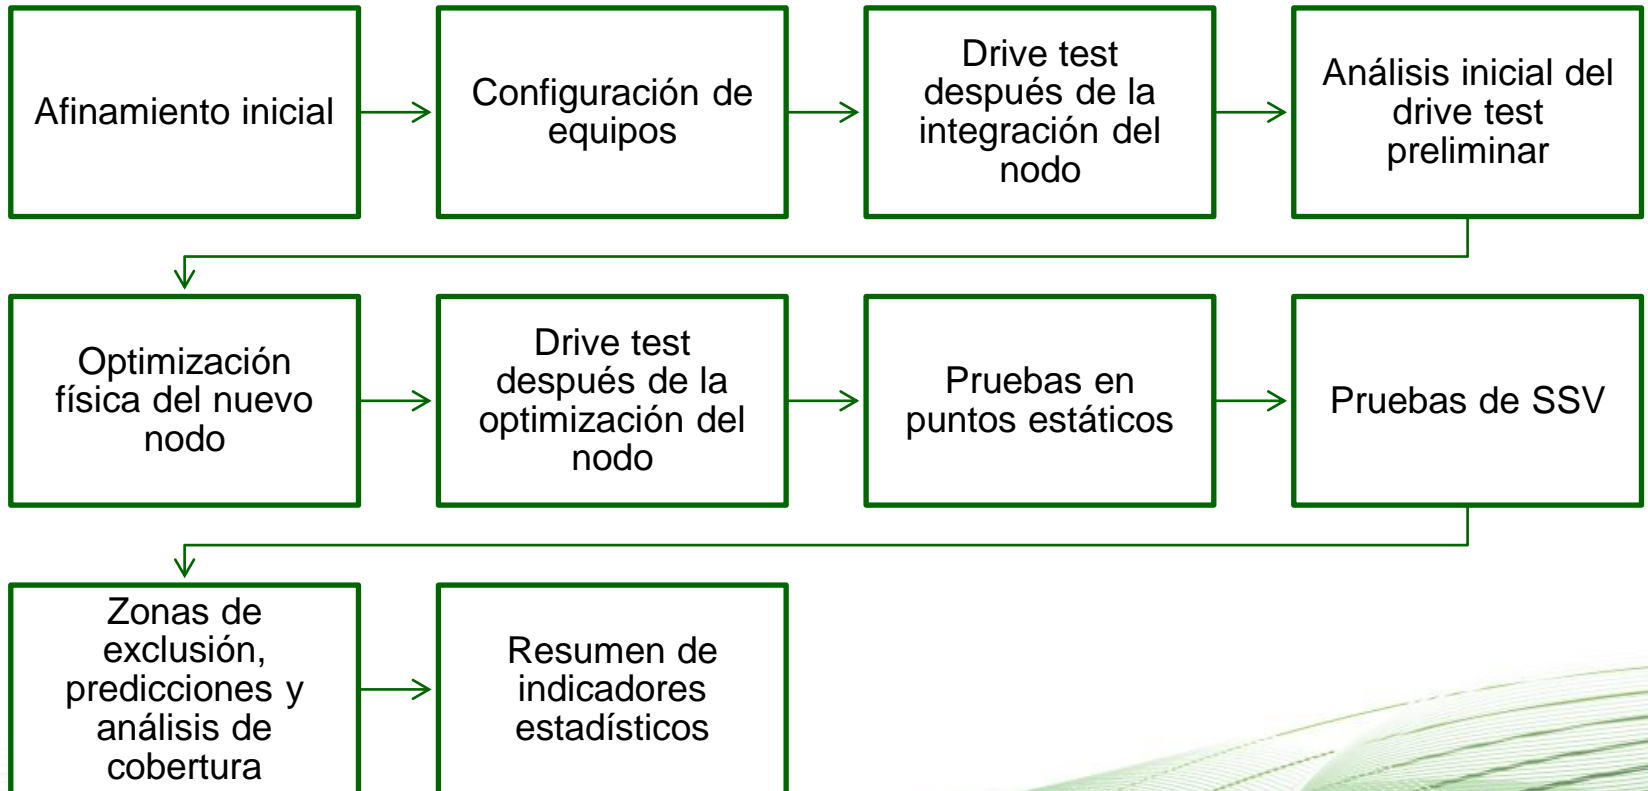 Afinamiento inicial
Configuración de
equipos
Drive test
después de la
integración del
nodo
Análisis inicial del
drive test
preliminar
Optimización
física del nuevo
nodo
Drive test
después de la
optimización del
nodo
Pruebas en
puntos estáticos
Pruebas de SSV
Zonas de
exclusión,
predicciones y
análisis de
cobertura
Resumen de
indicadores
estadísticos